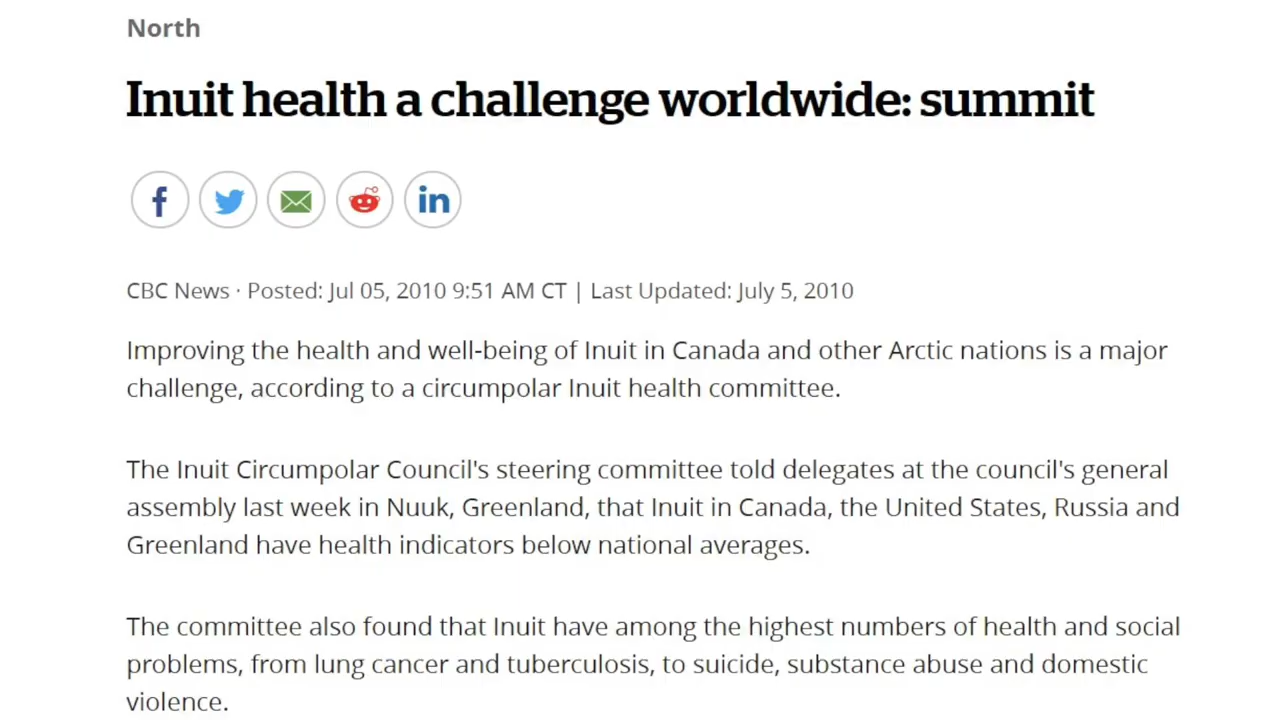 North
Inuit health a challenge worldwide: summit
f
in
CBC News · Posted: Jul 05, 2010 9:51 AM CT | Last Updated: July 5, 2010
Improving the health and well-being of Inuit in Canada and other Arctic nations is a major
challenge, according to a circumpolar Inuit health committee.
The Inuit Circumpolar Council's steering committee told delegates at the council's general
assembly last week in Nuuk, Greenland, that Inuit in Canada, the United States, Russia and
Greenland have health indicators below national averages.
The committee also found that Inuit have among the highest numbers of health and social
problems, from lung cancer and tuberculosis, to suicide, substance abuse and domestic
violence.